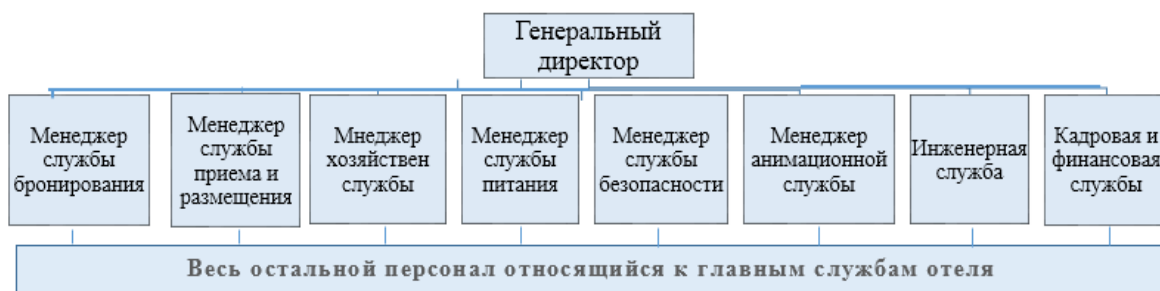 Генеральный
директор
Менеджер
службы
бронирования
Менеджер
службы
приема и
размещения
Мнеджер
хозяйствен
службы
Менеджер
службы
питания
Менеджер
службы
безопасности
Менеджер
анимационной
службы
Инженерная
служба
Кадровая и
финансовая
службы
Весь остальной персонал относящийся к главным службам отеля